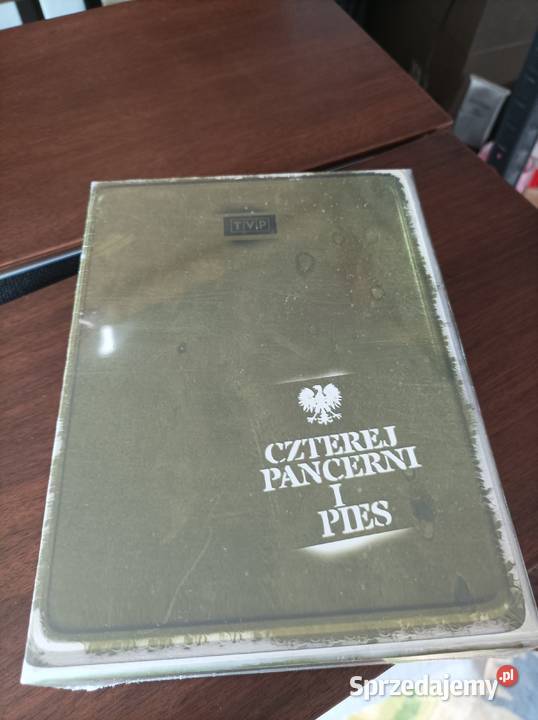 TVP
CZTEREJ
PANCERNI
I
PIES
Sprzedajemy.pl